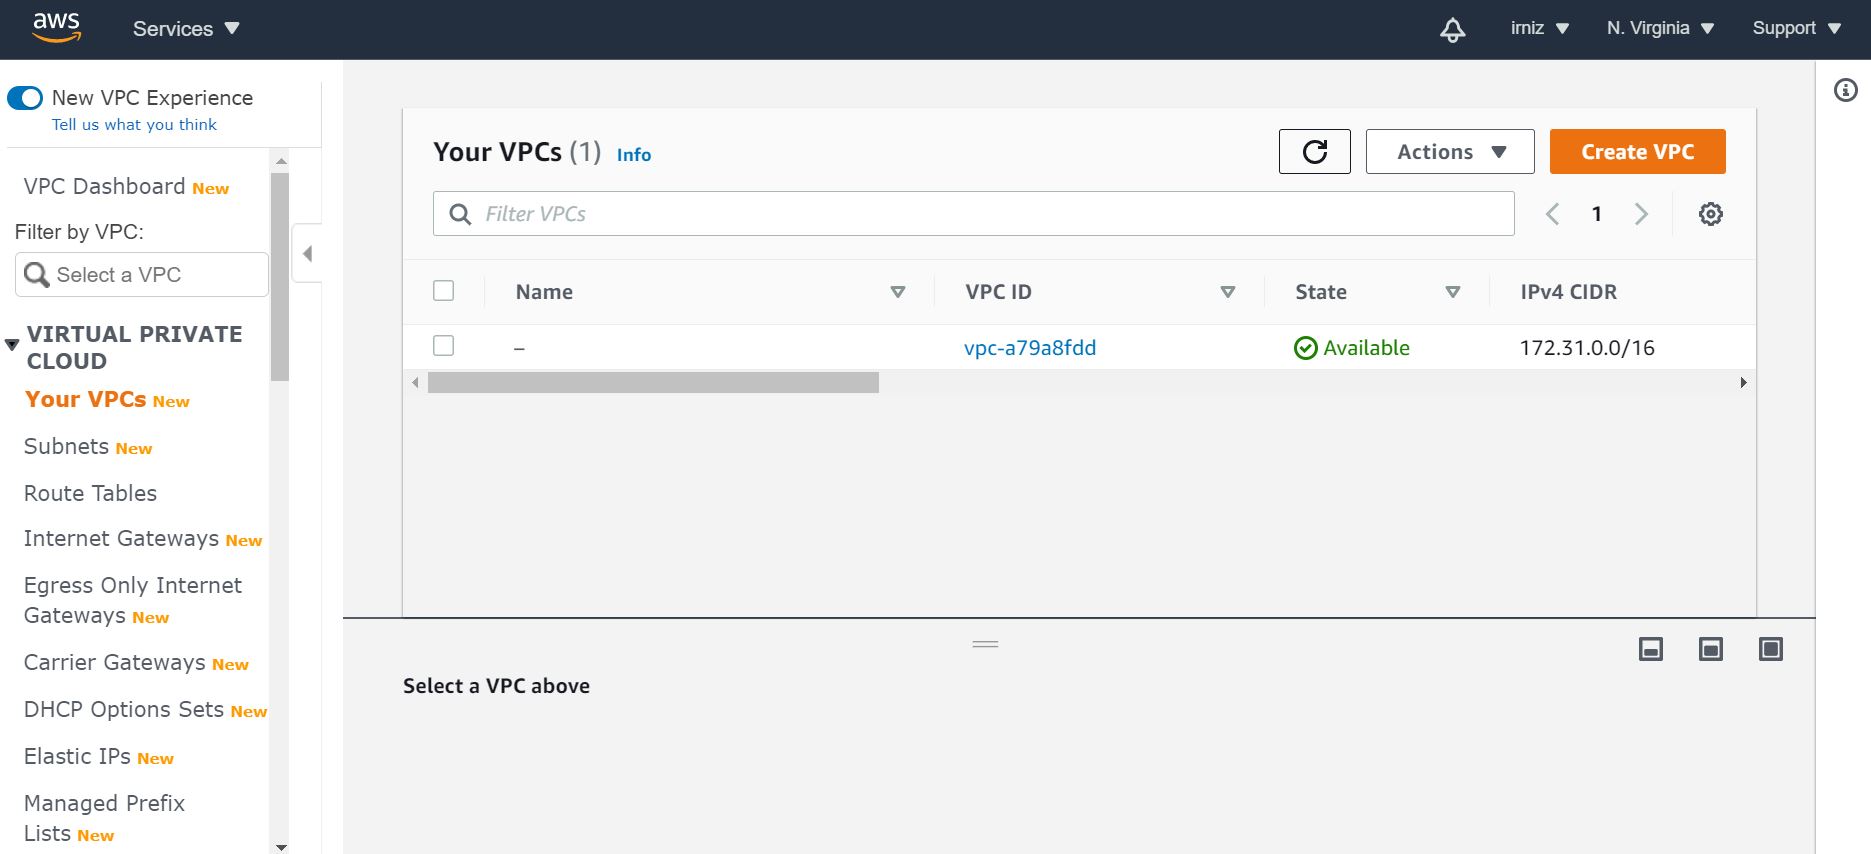 aws Services irniz N. Virginia Support
New VPC Experience
Tell us what you think
VPC Dashboard New
Filter by VPC:
Select a VPC
VIRTUAL PRIVATE
CLOUD
Your VPCs New
Subnets New
Route Tables
Internet Gateways New
Egress Only Internet
Gateways New
Carrier Gateways New
DHCP Options Sets New
Elastic IPs New
Managed Prefix
Lists New
Your VPCs (1) Info Actions Create VPC
Filter VPCs 1
Name VPC ID State IPv4 CIDR
– vpc-a79a8fdd Available 172.31.0.0/16
Select a VPC above